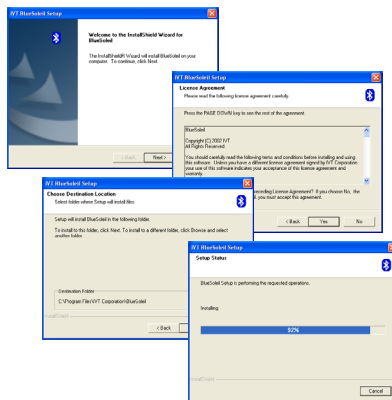 IVT BlueSoleil Setup
Welcome to the InstallShield Wizard for
BlueSoleil
The InstallShield® Wizard will install BlueSoleil on your
computer. To continue, click Next.
< Back
Next >
IVT BlueSoleil Setup
License Agreement
Please read the following license agreement carefully.
Press the PAGE DOWN key to see the rest of the agreement.
BlueSoleil
Copyright (C) 2002 IVT.
All Rights Reserved.
You should carefully read the following terms and conditions before installing and using
this software. Unless you have a different license agreement signed by IVT Corporation
your use of this software indicates your acceptance of this license agreement and
warranty.
preceding License Agreement? If you choose No, the
you must accept this agreement.
< Back
Yes
No
IVT BlueSoleil Setup
Choose Destination Location
Select folder where Setup will install files.
Setup will install BlueSoleil in the following folder.
To install to this folder, click Next. To install to a different folder, click Browse and select
another folder.
Destination Folder
C:\Program Files\IVT Corporation\BlueSoleil
InstallShield
< Back
IVT BlueSoleil Setup
Setup Status
BlueSoleil Setup is performing the requested operations.
Installing:
92%
InstallShield
Cancel